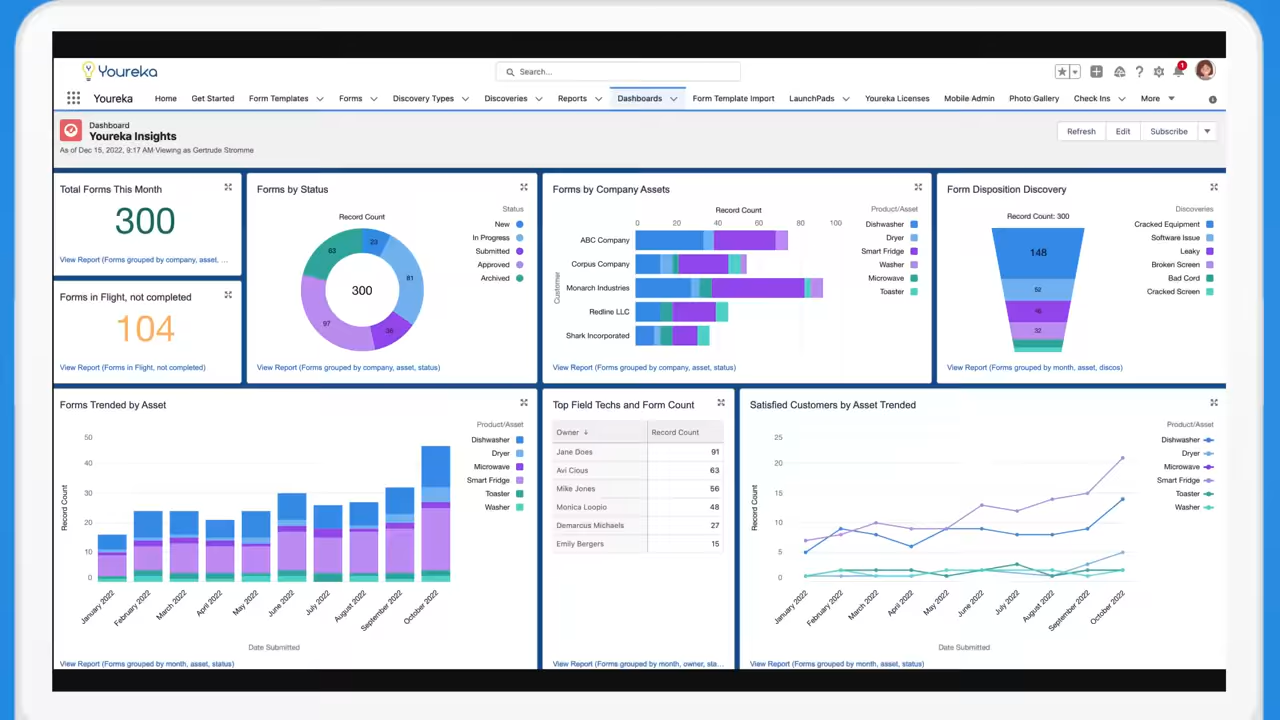 Youreka
Search...
1
Youreka
Home
Get Started
Form Templates
Forms
Discovery Types
Discoveries
Reports
Dashboards
Form Template Import
LaunchPads
Youreka Licenses
Mobile Admin
Photo Gallery
Check Ins
More
Dashboard
Youreka Insights
As of Dec 15, 2022, 9:17 AM·Viewing as Gertrude Stromme
Refresh
Edit
Subscribe
Total Forms This Month
300
View Report (Forms grouped by company, asset, ...
Forms in Flight, not completed
104
View Report (Forms in Flight, not completed)
Forms by Status
Record Count
Status
New
In Progress
Submitted
Approved
Archived
23
81
97
63
300
View Report (Forms grouped by company, asset, status)
Forms by Company Assets
Record Count
0 20 40 60 80 100
Customer
ABC Company
Corpus Company
Monarch Industries
Redline LLC
Shark Incorporated
Product/Asset
Dishwasher
Dryer
Smart Fridge
Washer
Microwave
Toaster
View Report (Forms grouped by company, asset, status)
Form Disposition Discovery
Record Count: 300
148
52
32
Discoveries
Cracked Equipment
Software Issue
Leaky
Broken Screen
Bad Cord
Cracked Screen
View Report (Forms grouped by month, asset, discos)
Forms Trended by Asset
Record Count
50
40
30
20
10
0
January 2022
February 2022
March 2022
April 2022
May 2022
June 2022
July 2022
August 2022
September 2022
October 2022
Date Submitted
Product/Asset
Dishwasher
Dryer
Microwave
Smart Fridge
Toaster
Washer
View Report (Forms grouped by month, asset, status)
Top Field Techs and Form Count
Owner ↓ Record Count
Jane Does 91
Avi Cious 63
Mike Jones 56
Monica Loopio 48
Demarcus Michaels 27
Emily Bergers 15
View Report (Forms grouped by month, owner, sta...
Satisfied Customers by Asset Trended
Record Count
25
20
15
10
5
0
January 2022
February 2022
March 2022
April 2022
May 2022
June 2022
July 2022
August 2022
September 2022
October 2022
Date Submitted
Product/Asset
Dishwasher
Dryer
Microwave
Smart Fridge
Toaster
Washer
View Report (Forms grouped by month, asset, status)